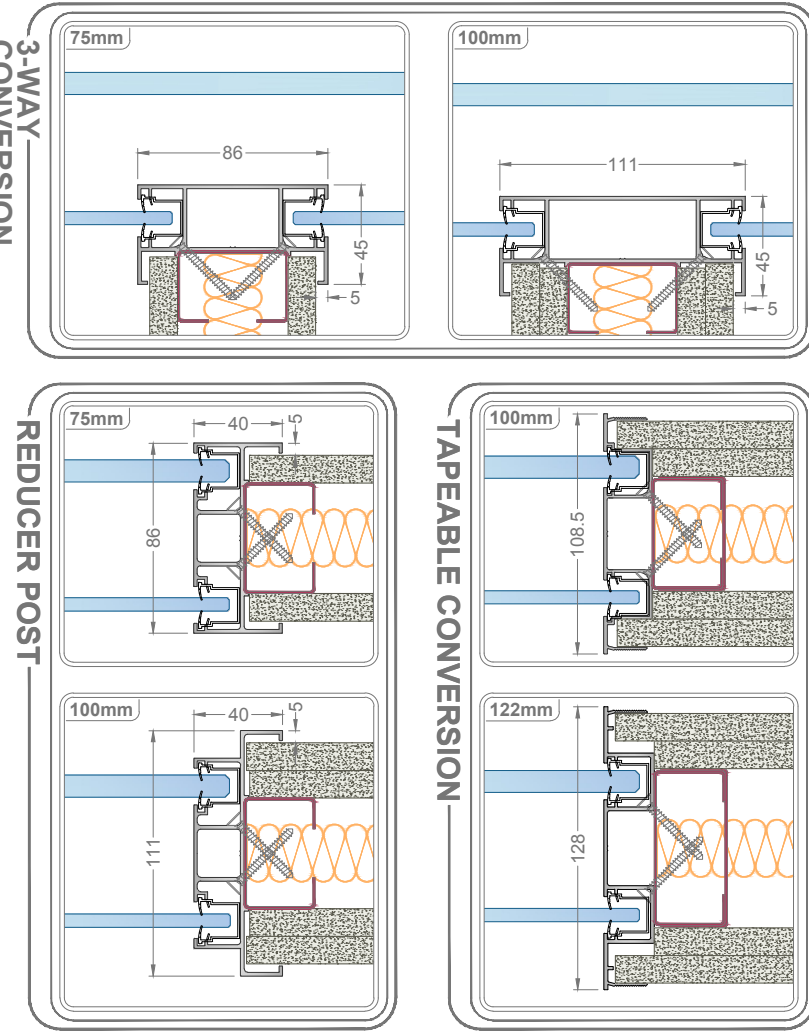 3-WAY
CONVERSION
75mm
86
45
5
100mm
111
45
5
REDUCER POST
75mm
40
5
86
100mm
40
5
111
TAPEABLE CONVERSION
100mm
108.5
122mm
128